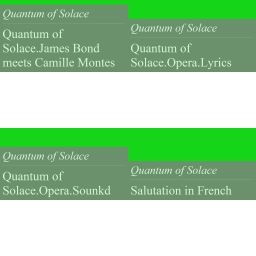 Quantum of Solace
Quantum of
Solace.James Bond
meets Camille Montes
Quantum of Solace
Quantum of
Solace.Opera.Lyrics
Quantum of Solace
Quantum of
Solace.Opera.Sounkd
Quantum of Solace
Salutation in French